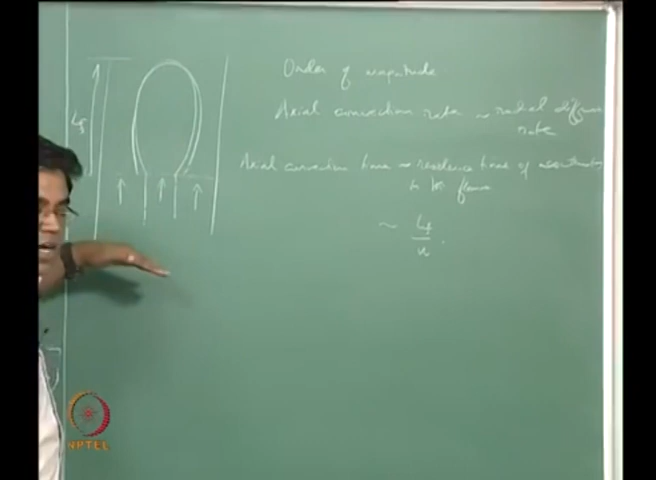 Order of magnitude
Axial convection rate ~ radial diffusion
rate
Lf
Axial convection time ~ residence time of
in the flame
~ Lf
u
NPTEL